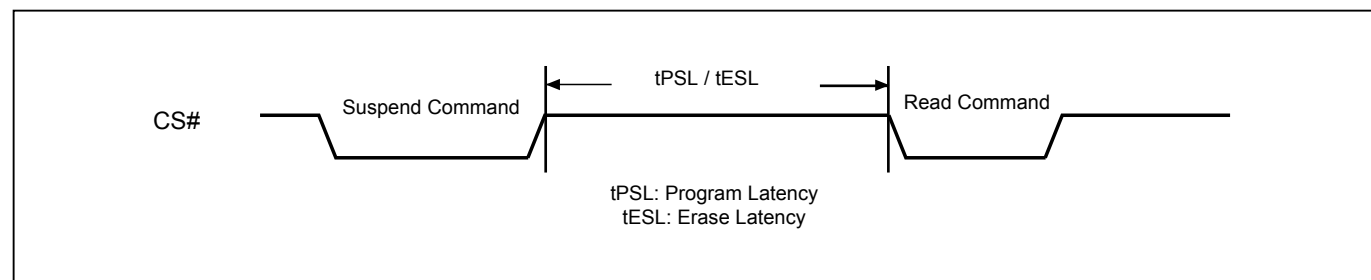 tPSL / tESL
Suspend Command
Read Command
CS#
tPSL: Program Latency
tESL: Erase Latency